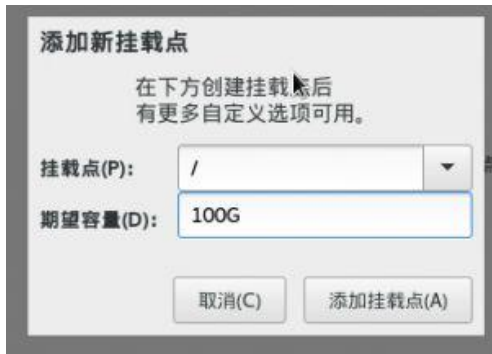 添加新挂载点
在下方创建挂载点后
有更多自定义选项可用。
挂载点(P): /
期望容量(D): 100G
取消(C) 添加挂载点(A)